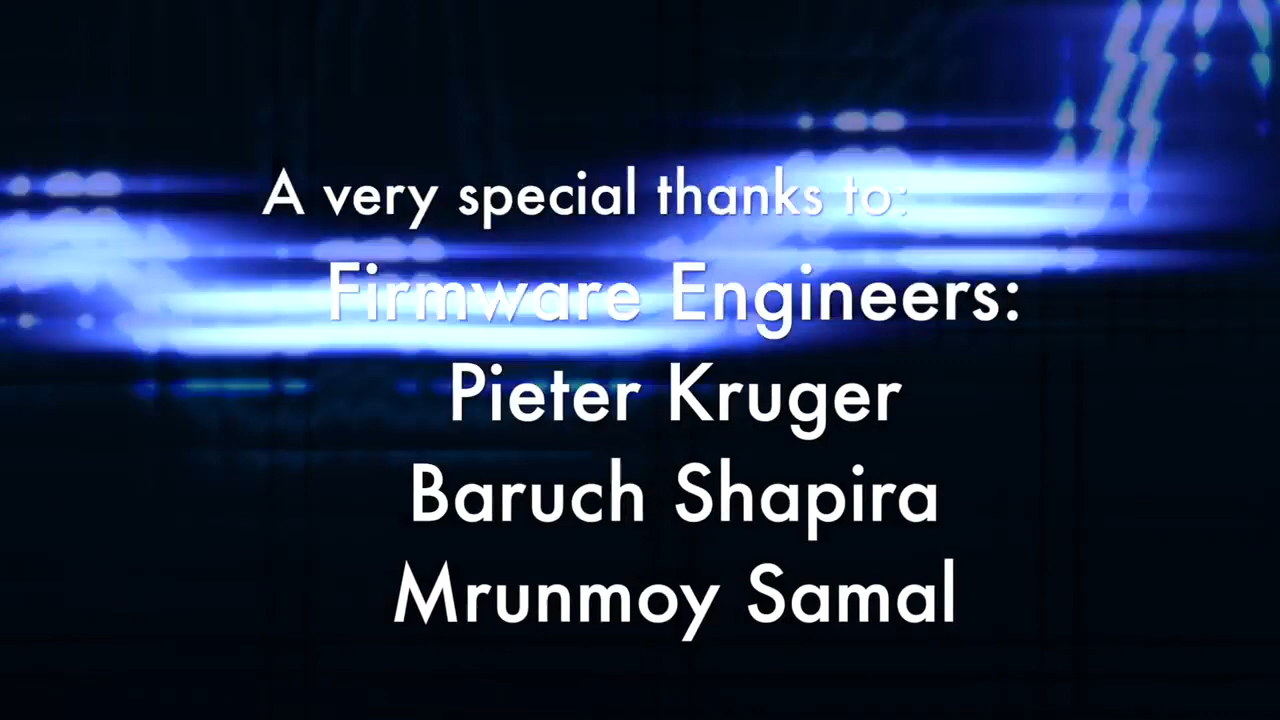 A very special thanks to:
Firmware Engineers:
Pieter Kruger
Baruch Shapira
Mrunmoy Samal